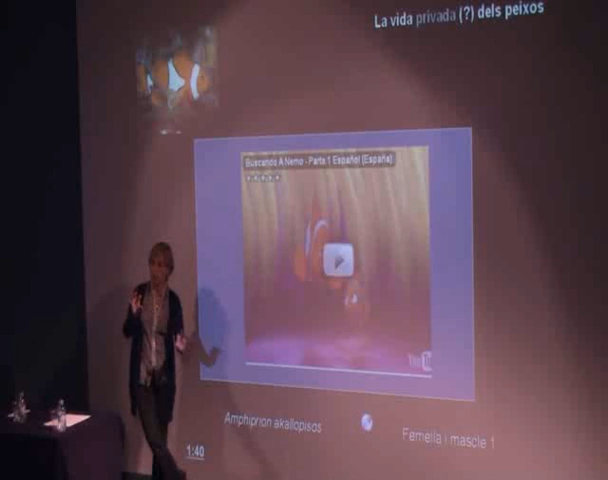 La vida privada (?) dels peixos
Buscando A Nemo - Parte 1 Español [España]
Amphiprion akallopisos
Femella i mascle 1
1:40